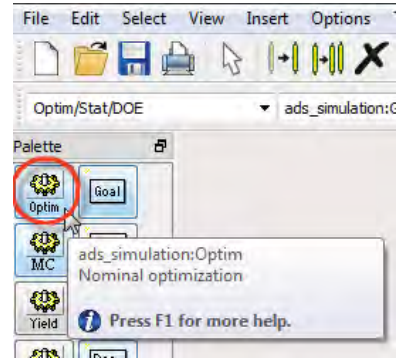 File Edit Select View Insert Options
Optim/Stat/DOE ads_simulation:
Palette
Optim Goal
MC
ads_simulation:Optim
Nominal optimization
Yield
Press F1 for more help.